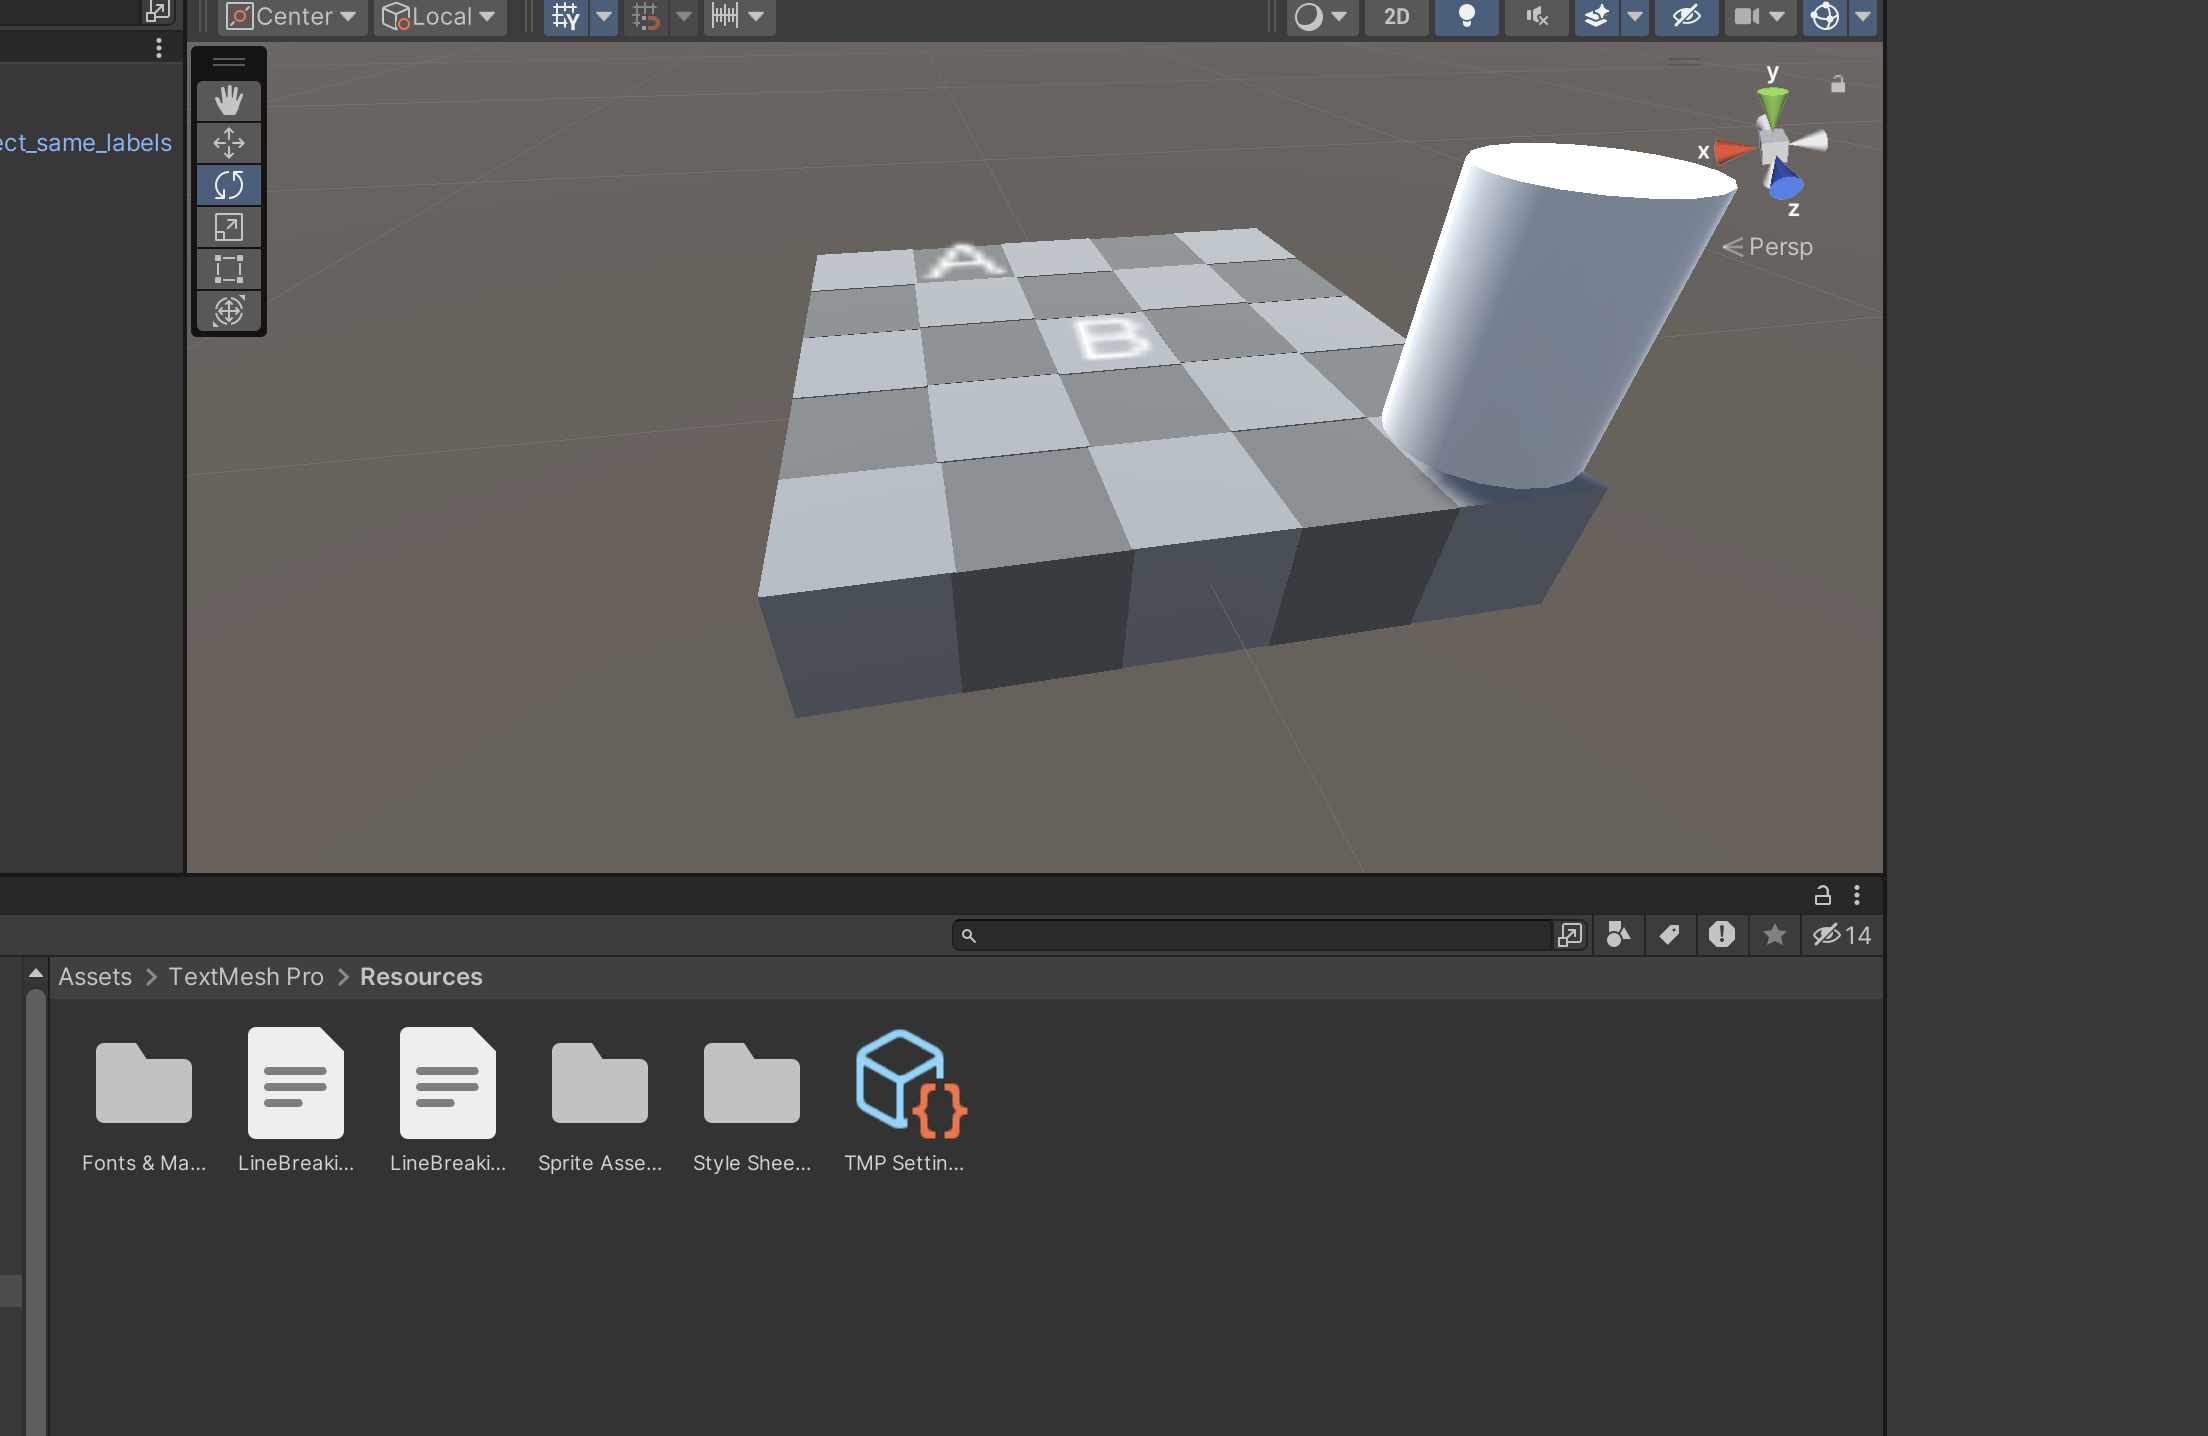 Center
Local
2D
ect_same_labels
y
x
z
Persp
A
B
14
Assets > TextMesh Pro > Resources
Fonts & Ma...
LineBreaki...
LineBreaki...
Sprite Asse...
Style Shee...
TMP Settin...